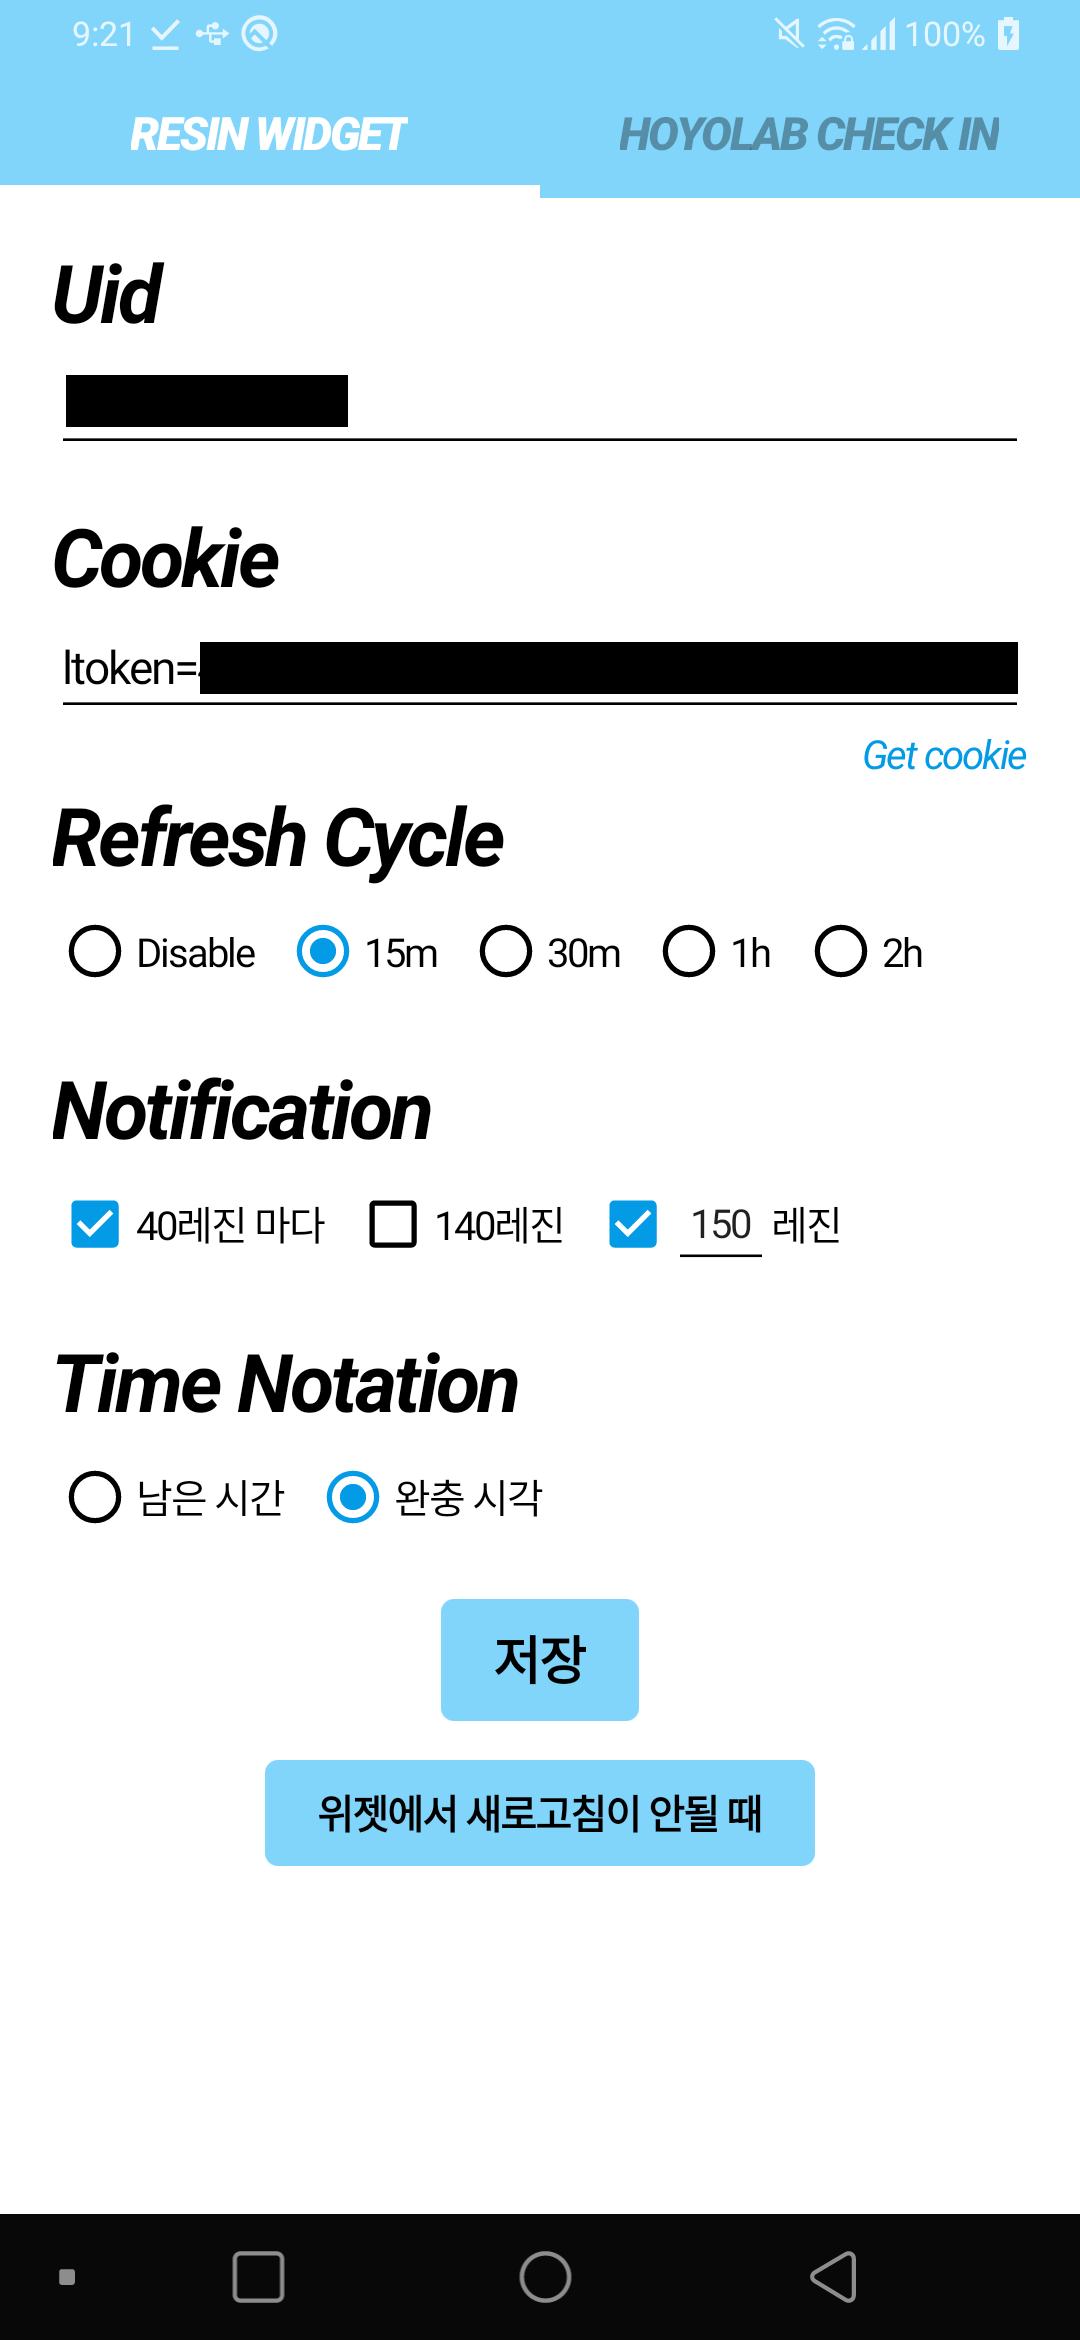 9:21 100%
RESIN WIDGET HOYOLAB CHECK IN
Uid
Cookie
ltoken=
Get cookie
Refresh Cycle
Disable 15m 30m 1h 2h
Notification
40레진 마다 140레진 150 레진
Time Notation
남은 시간 완충 시각
저장
위젯에서 새로고침이 안될 때